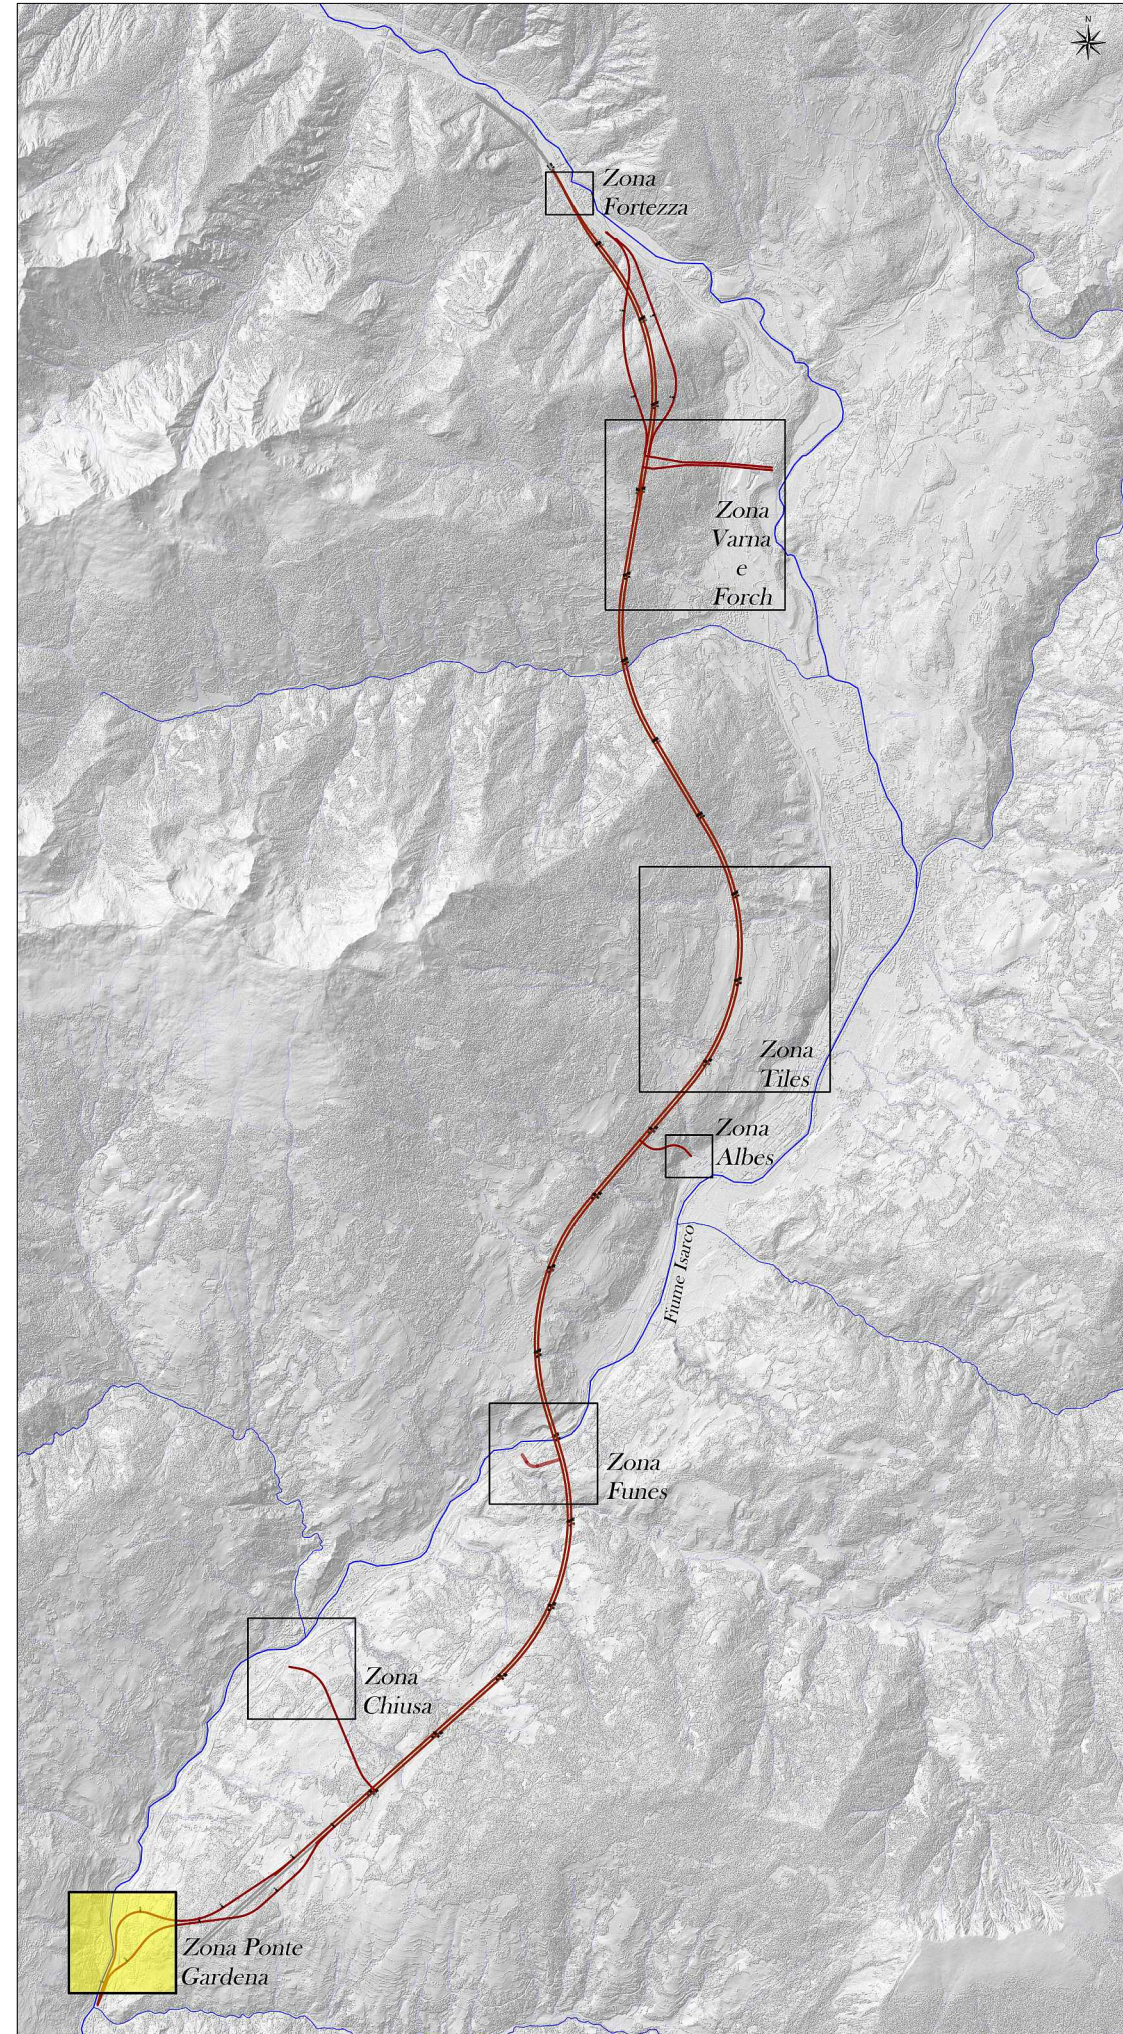 N
Zona
Fortezza
Zona
Varna
e
Forch
Zona
Tiles
Zona
Albes
Fiume Isarco
Zona
Funes
Zona
Chiusa
Zona Ponte
Gardena